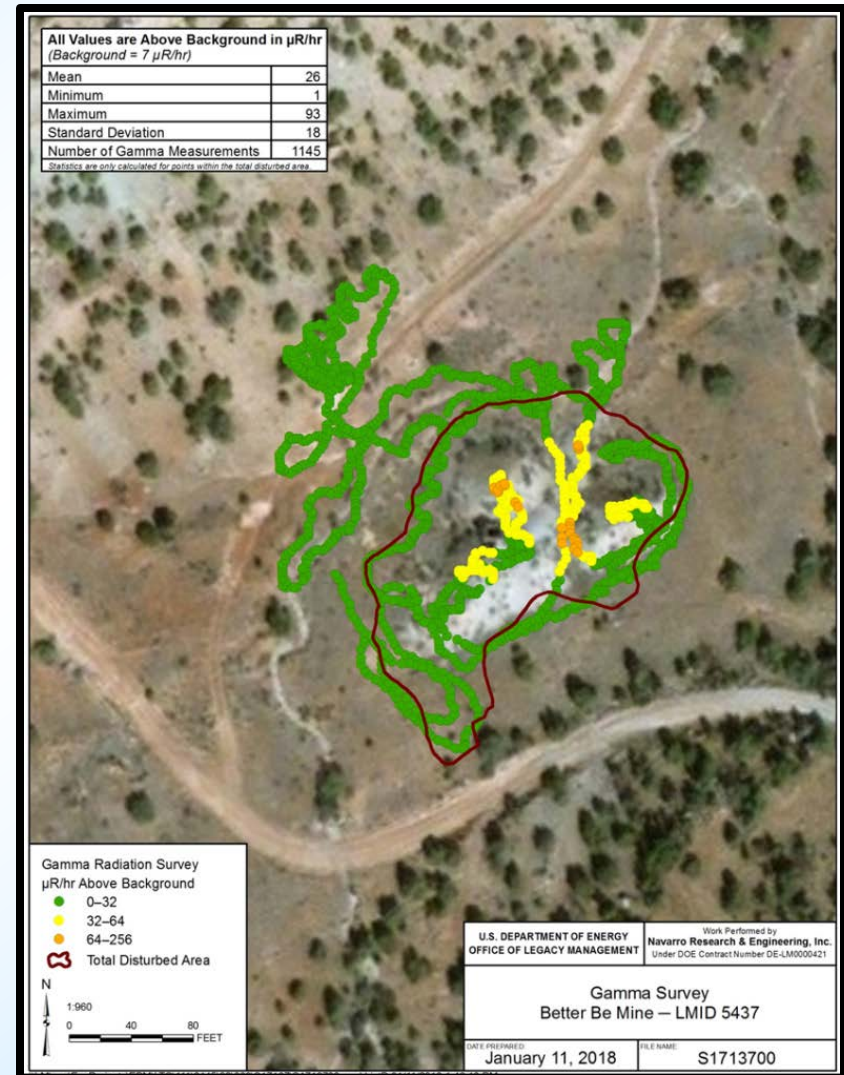 All Values are Above Background in µR/hr
(Background = 7 µR/hr)
Mean 26
Minimum 1
Maximum 93
Standard Deviation 18
Number of Gamma Measurements 1145
Statistics are only calculated for points within the total disturbed area.
Gamma Radiation Survey
µR/hr Above Background
0–32
32–64
64–256
Total Disturbed Area
N
1:960
0 40 80
FEET
U.S. DEPARTMENT OF ENERGY
OFFICE OF LEGACY MANAGEMENT
Work Performed by
Navarro Research & Engineering, Inc.
Under DOE Contract Number DE-LM0000421
Gamma Survey
Better Be Mine — LMID 5437
DATE PREPARED:
January 11, 2018
FILE NAME:
S1713700